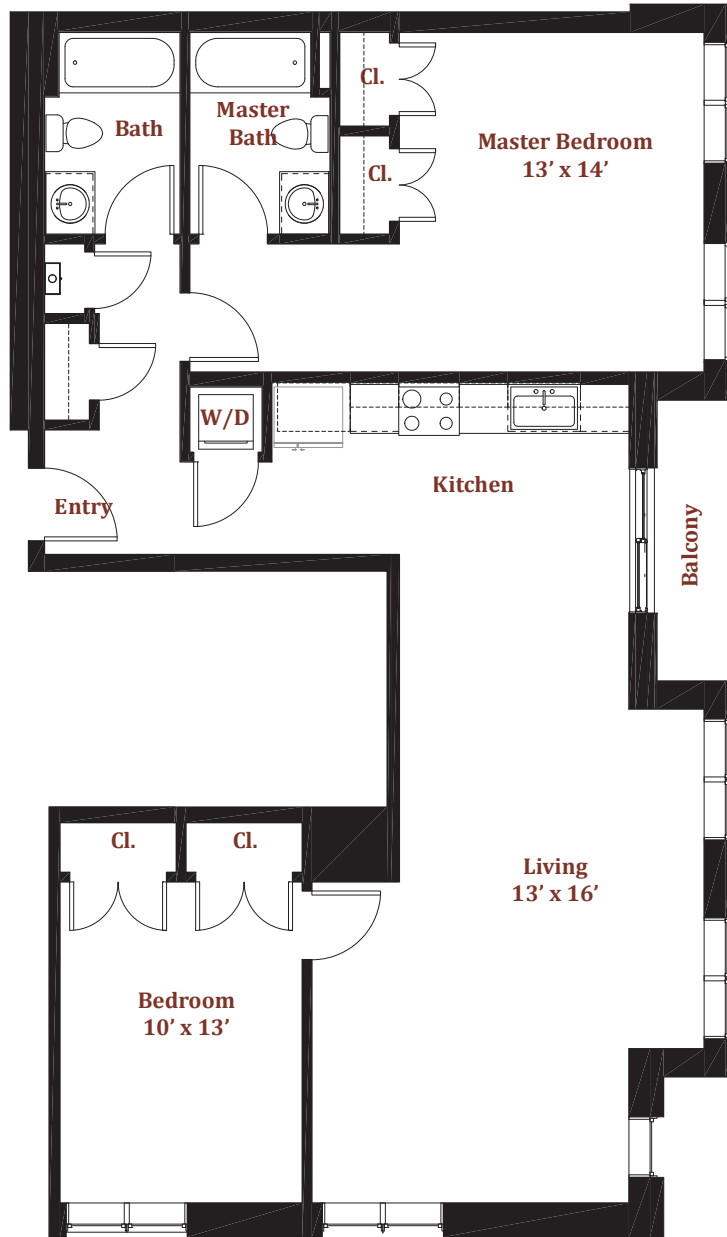 Bath
Master
Bath
Cl.
Cl.
Master Bedroom
13’ x 14’
W/D
Entry
Kitchen
Balcony
Cl.
Cl.
Living
13’ x 16’
Bedroom
10’ x 13’